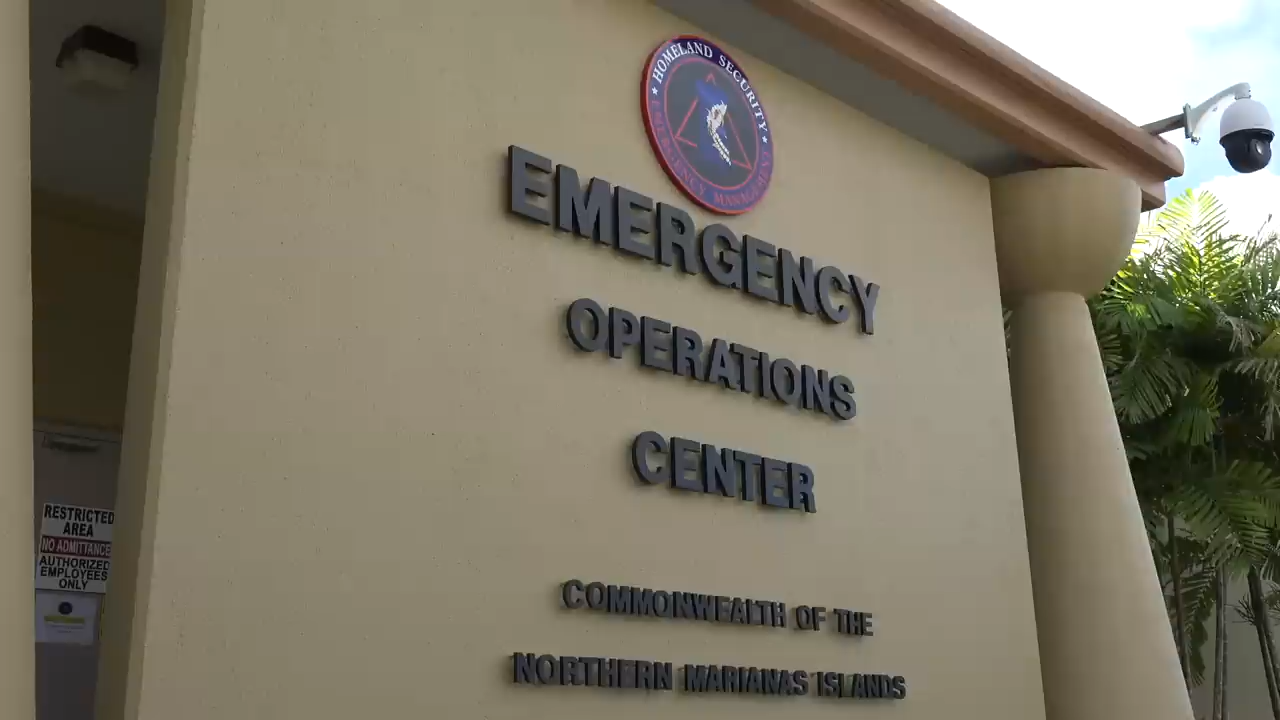 HOMELAND SECURITY
EMERGENCY MANAGEMENT
EMERGENCY
OPERATIONS
CENTER
COMMONWEALTH OF THE
NORTHERN MARIANAS ISLANDS
RESTRICTED
AREA
NO ADMITTANCE
AUTHORIZED
EMPLOYEES
ONLY